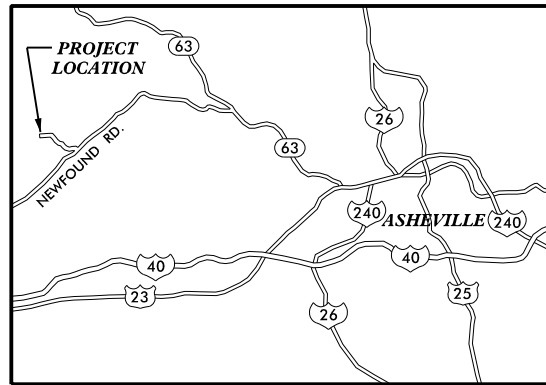 63
PROJECT
LOCATION
26
NEWFOUND RD.
63
240
ASHEVILLE
240
40
40
23
25
26